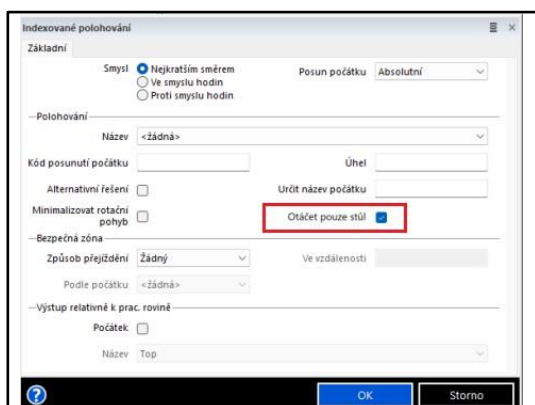 Indexované polohování
Základní
Smysl Nejkratším směrem Posun počátku Absolutní
Ve smyslu hodin
Proti smyslu hodin
Polohování
Název <žádná>
Kód posunutí počátku Úhel
Alternativní řešení Určit název počátku
Minimalizovat rotační pohyb Otáčet pouze stůl
Bezpečná zóna
Způsob přejíždění Žádný Ve vzdálenosti
Podle počátku <žádná>
Výstup relativně k prac. rovině
Počátek
Název Top
? OK Storno